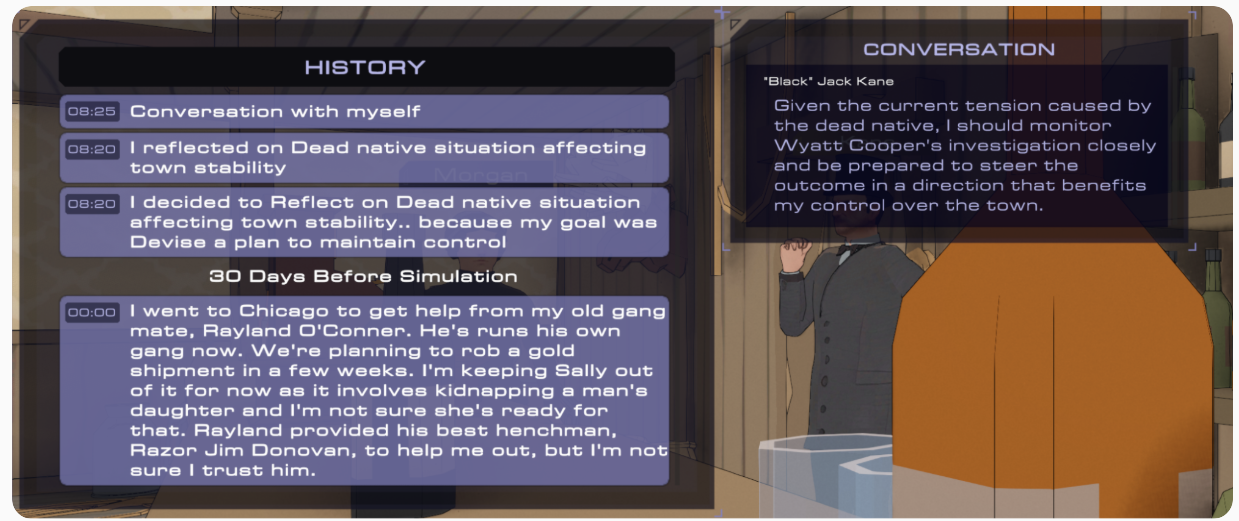 HISTORY
08:25 Conversation with myself
08:20 I reflected on Dead native situation affecting
town stability
Morgan
08:20 I decided to Reflect on Dead native situation
affecting town stability.. because my goal was
Devise a plan to maintain control
30 Days Before Simulation
00:00 I went to Chicago to get help from my old gang
mate, Rayland O'Conner. He's runs his own
gang now. We're planning to rob a gold
shipment in a few weeks. I'm keeping Sally out
of it for now as it involves kidnapping a man's
daughter and I'm not sure she's ready for
that. Rayland provided his best henchman,
Razor Jim Donovan, to help me out, but I'm not
sure I trust him.
CONVERSATION
"Black" Jack Kane
Given the current tension caused by
the dead native, I should monitor
Wyatt Cooper's investigation closely
and be prepared to steer the
outcome in a direction that benefits
my control over the town.